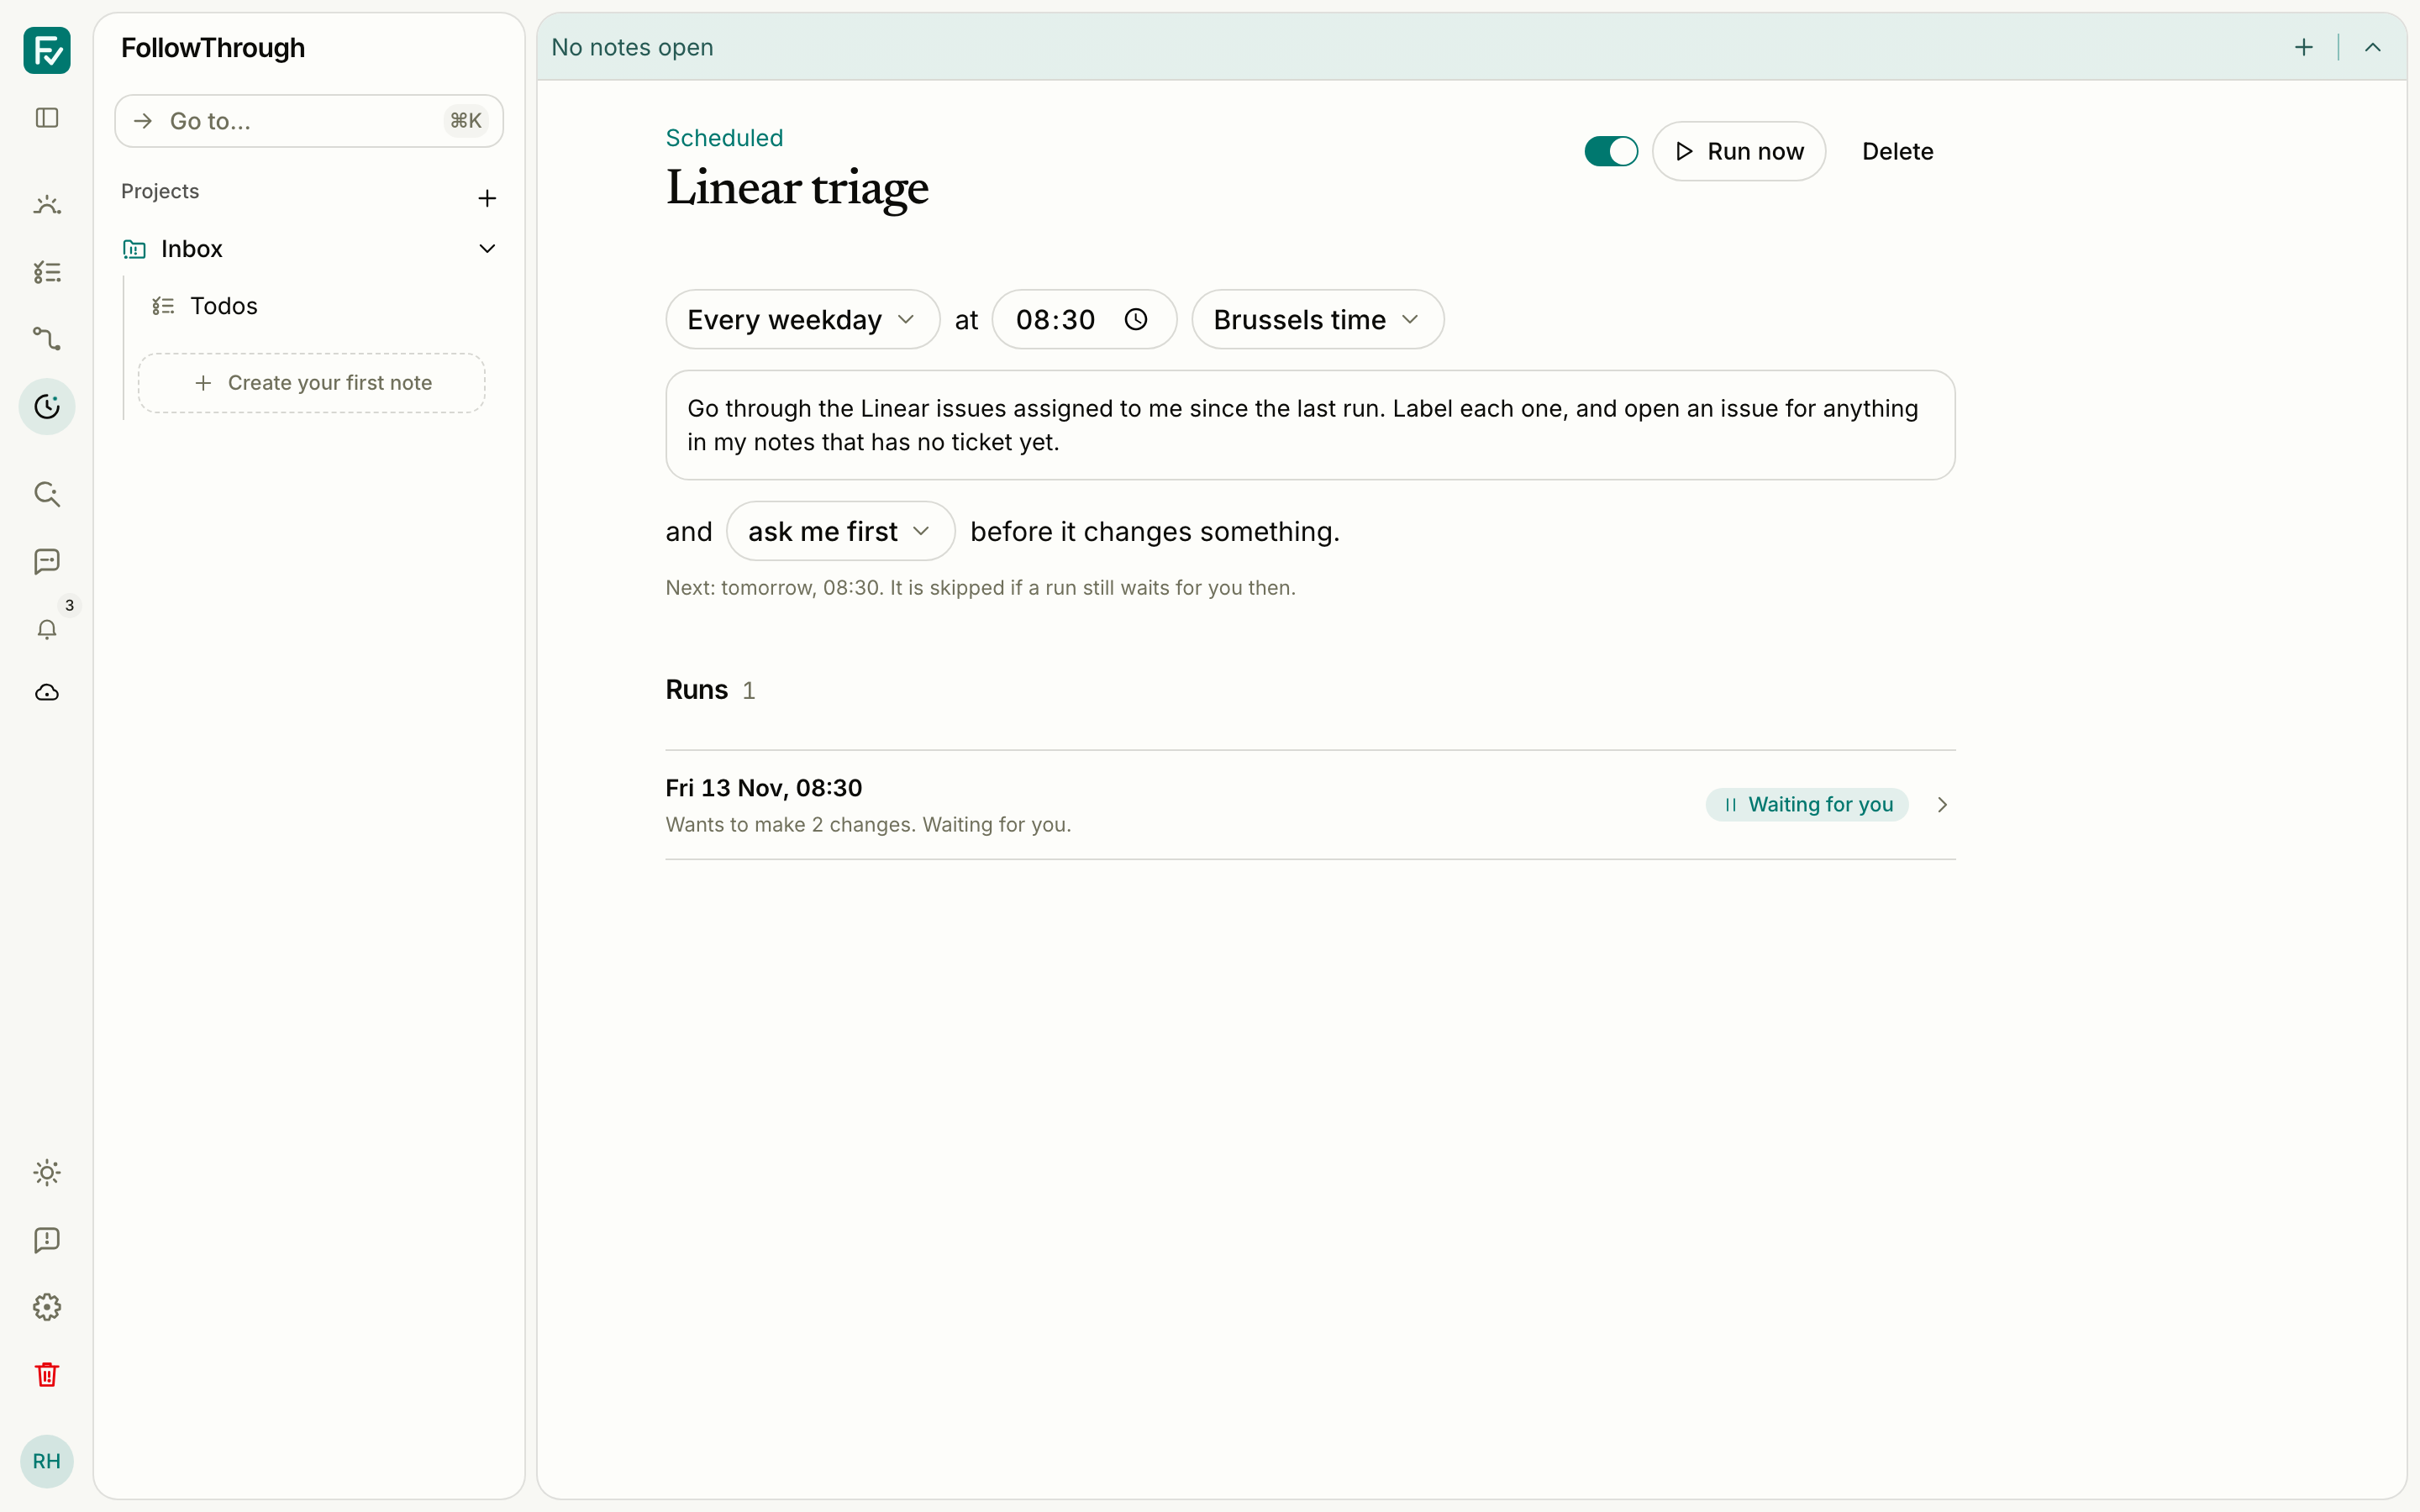 FollowThrough
Go to...
⌘K
Projects
Inbox
Todos
Create your first note
3
RH
No notes open
Scheduled
Linear triage
Run now
Delete
Every weekday at 08:30 Brussels time
Go through the Linear issues assigned to me since the last run. Label each one, and open an issue for anything
in my notes that has no ticket yet.
and ask me first before it changes something.
Next: tomorrow, 08:30. It is skipped if a run still waits for you then.
Runs 1
Fri 13 Nov, 08:30
Wants to make 2 changes. Waiting for you.
Waiting for you